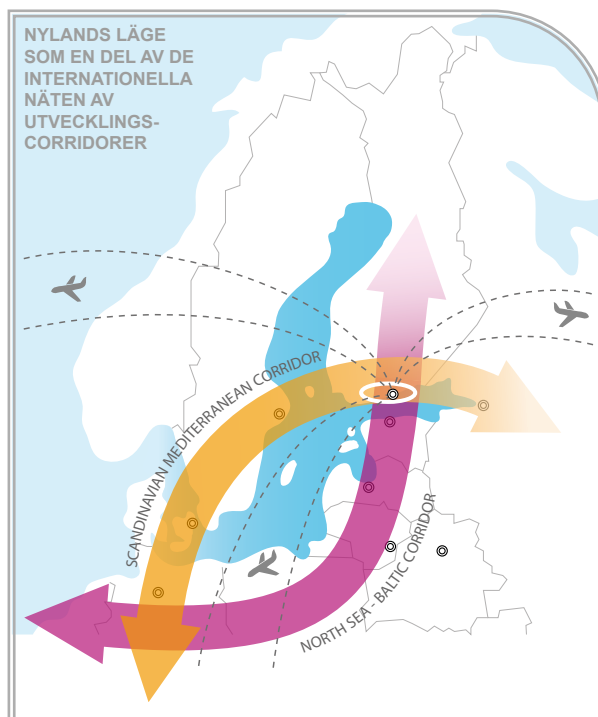 NYLANDS LÄGE
SOM EN DEL AV DE
INTERNATIONELLA
NÄTEN AV
UTVECKLINGS-
CORRIDORER
SCANDINAVIAN MEDITERRANEAN CORRIDOR
NORTH SEA - BALTIC CORRIDOR